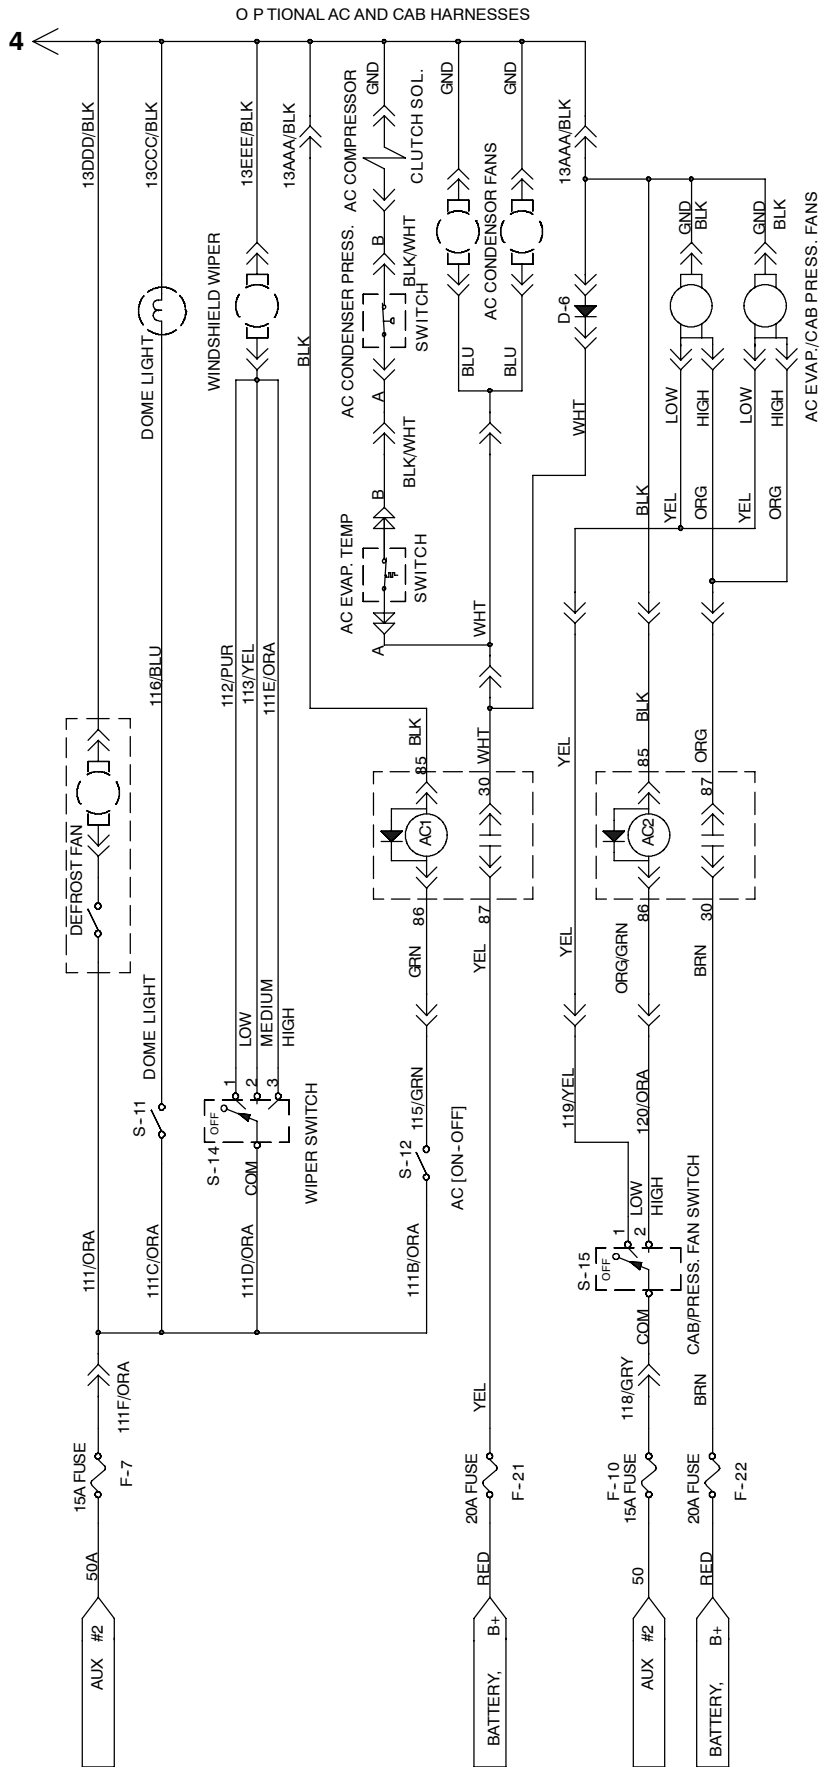 O P TIONAL AC AND CAB HARNESSES
4
13DDD/BLK
13CCC/BLK
13EEE/BLK
13AAA/BLK
GND
AC COMPRESSOR
CLUTCH SOL.
GND
GND
13AAA/BLK
GND
BLK
GND
BLK
DOME LIGHT
WINDSHIELD WIPER
BLK
AC CONDENSER PRESS.
SWITCH
B
BLK/WHT
A
AC CONDENSOR FANS
BLU
BLU
D-6
WHT
LOW
HIGH
LOW
HIGH
AC EVAP./CAB PRESS. FANS
BLK/WHT
B
AC EVAP. TEMP
SWITCH
A
WHT
BLK
YEL
ORG
YEL
ORG
116/BLU
112/PUR
113/YEL
111E/ORA
DEFROST FAN
BLK
85
WHT
30
AC1
86
87
GRN
YEL
YEL
BLK
85
ORG
87
AC2
86
30
YEL
ORG/GRN
BRN
DOME LIGHT
S-11
LOW
MEDIUM
HIGH
1
2
3
OFF
S-14
COM
WIPER SWITCH
115/GRN
S-12
AC [ON-OFF]
119/YEL
120/ORA
LOW
HIGH
1
2
OFF
S-15
COM
CAB/PRESS. FAN SWITCH
111/ORA
111C/ORA
111D/ORA
111B/ORA
111F/ORA
YEL
118/GRY
BRN
15A FUSE
F-7
20A FUSE
F-21
F-10
15A FUSE
20A FUSE
F-22
50A
RED
50
RED
AUX #2
BATTERY, B+
AUX #2
BATTERY, B+